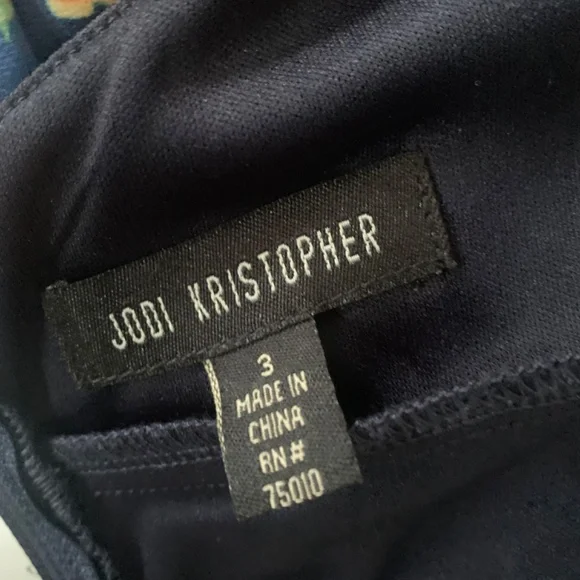 JODI KRISTOPHER
3
MADE IN
CHINA
RN#
75010